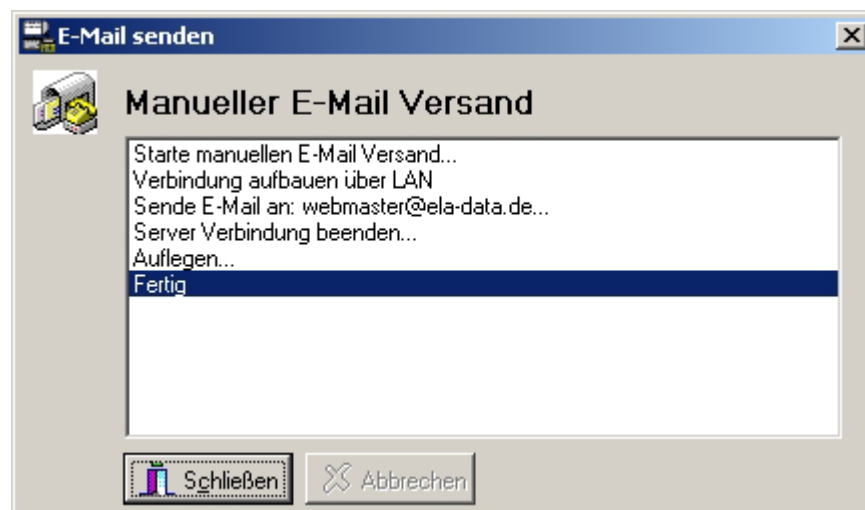 E-Mail senden
Manueller E-Mail Versand
Starte manuellen E-Mail Versand...
Verbindung aufbauen über LAN
Sende E-Mail an: webmaster@ela-data.de...
Server Verbindung beenden...
Auflegen...
Fertig
Schließen
Abbrechen